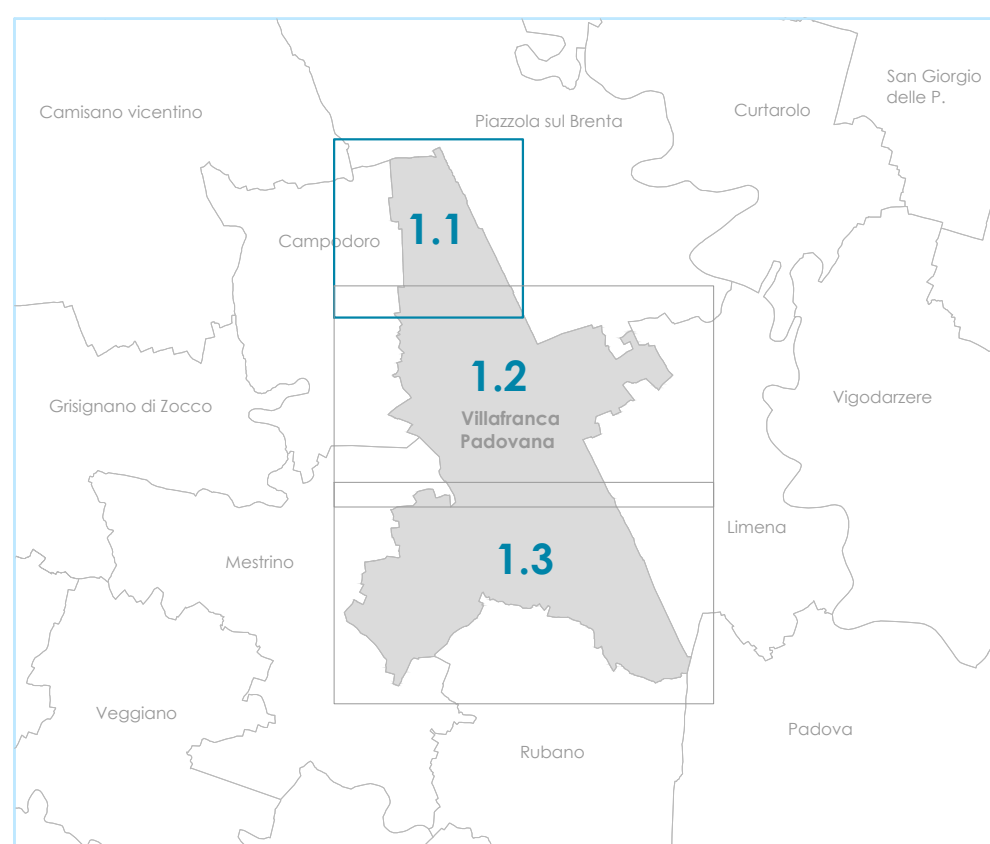 San Giorgio
delle P.
Camisano vicentino
Piazzola sul Brenta
Curtarolo
1.1
Campodoro
1.2
Grisignano di Zocco
Villafranca
Padovana
Vigodarzere
Limena
Mestrino
1.3
Veggiano
Rubano
Padova